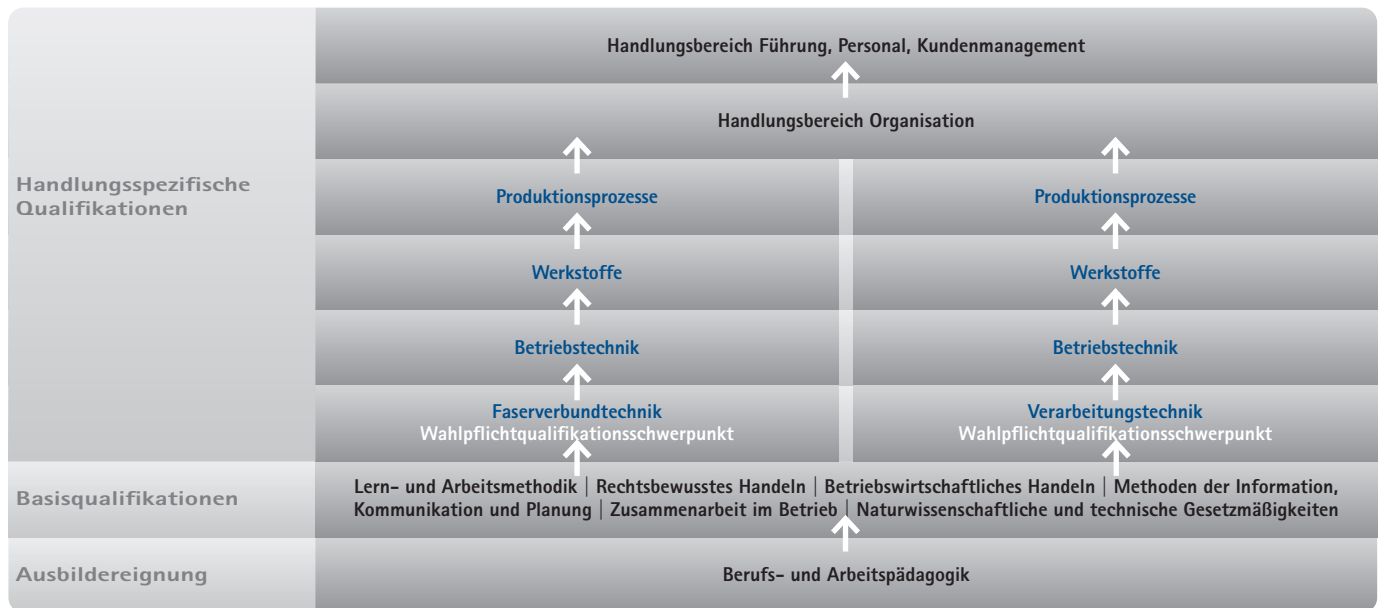 Handlungsbereich Führung, Personal, Kundenmanagement
Handlungsbereich Organisation
Handlungsspezifische
Qualifikationen
Produktionsprozesse
Produktionsprozesse
Werkstoffe
Werkstoffe
Betriebstechnik
Betriebstechnik
Faserverbundtechnik
Wahlpflichtqualifikationsschwerpunkt
Verarbeitungstechnik
Wahlpflichtqualifikationsschwerpunkt
Basisqualifikationen
Lern- und Arbeitsmethodik | Rechtsbewusstes Handeln | Betriebswirtschaftliches Handeln | Methoden der Information,
Kommunikation und Planung | Zusammenarbeit im Betrieb | Naturwissenschaftliche und technische Gesetzmäßigkeiten
Ausbildereignung
Berufs- und Arbeitspädagogik